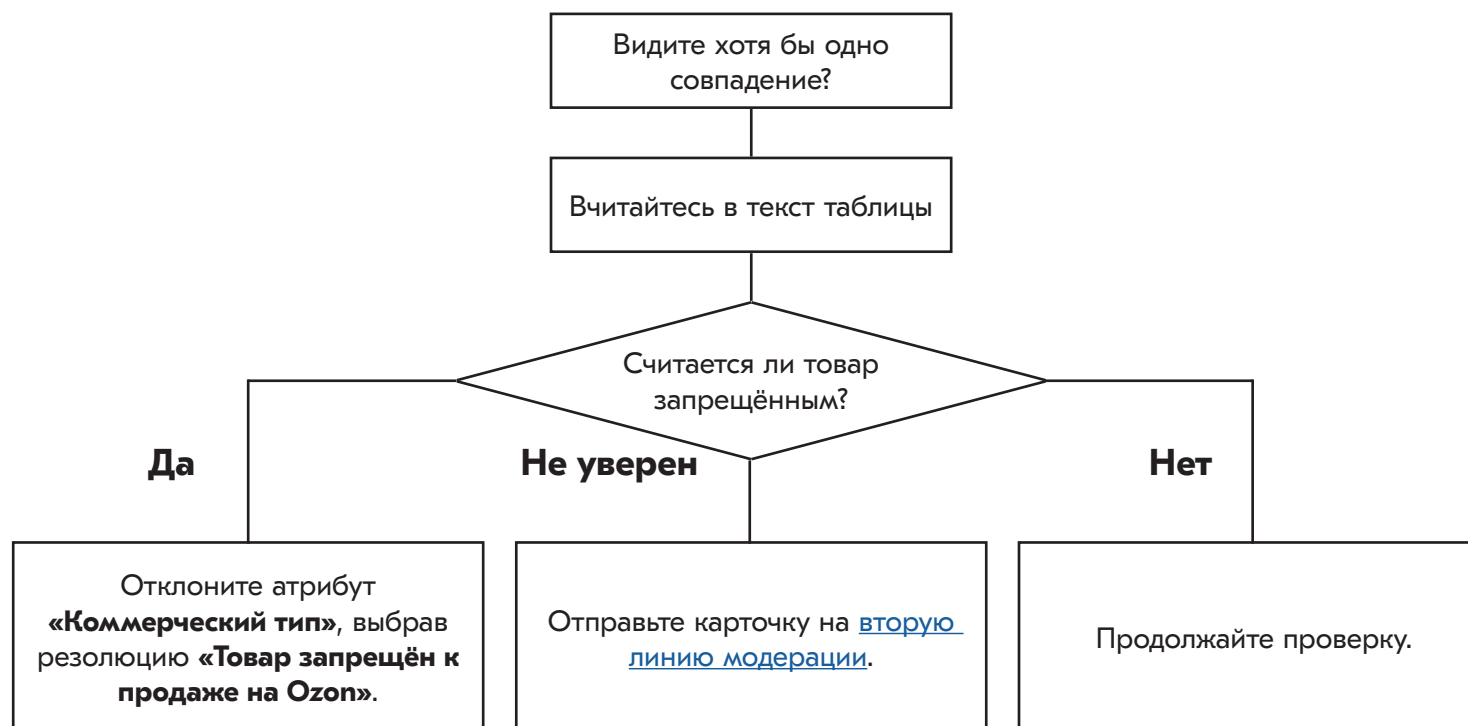 Видите хотя бы одно
совпадение?
Вчитайтесь в текст таблицы
Считается ли товар
запрещённым?
Да
Не уверен
Нет
Отклоните атрибут
«Коммерческий тип», выбрав
резолюцию «Товар запрещён к
продаже на Ozon».
Отправьте карточку на вторую
линию модерации.
Продолжайте проверку.